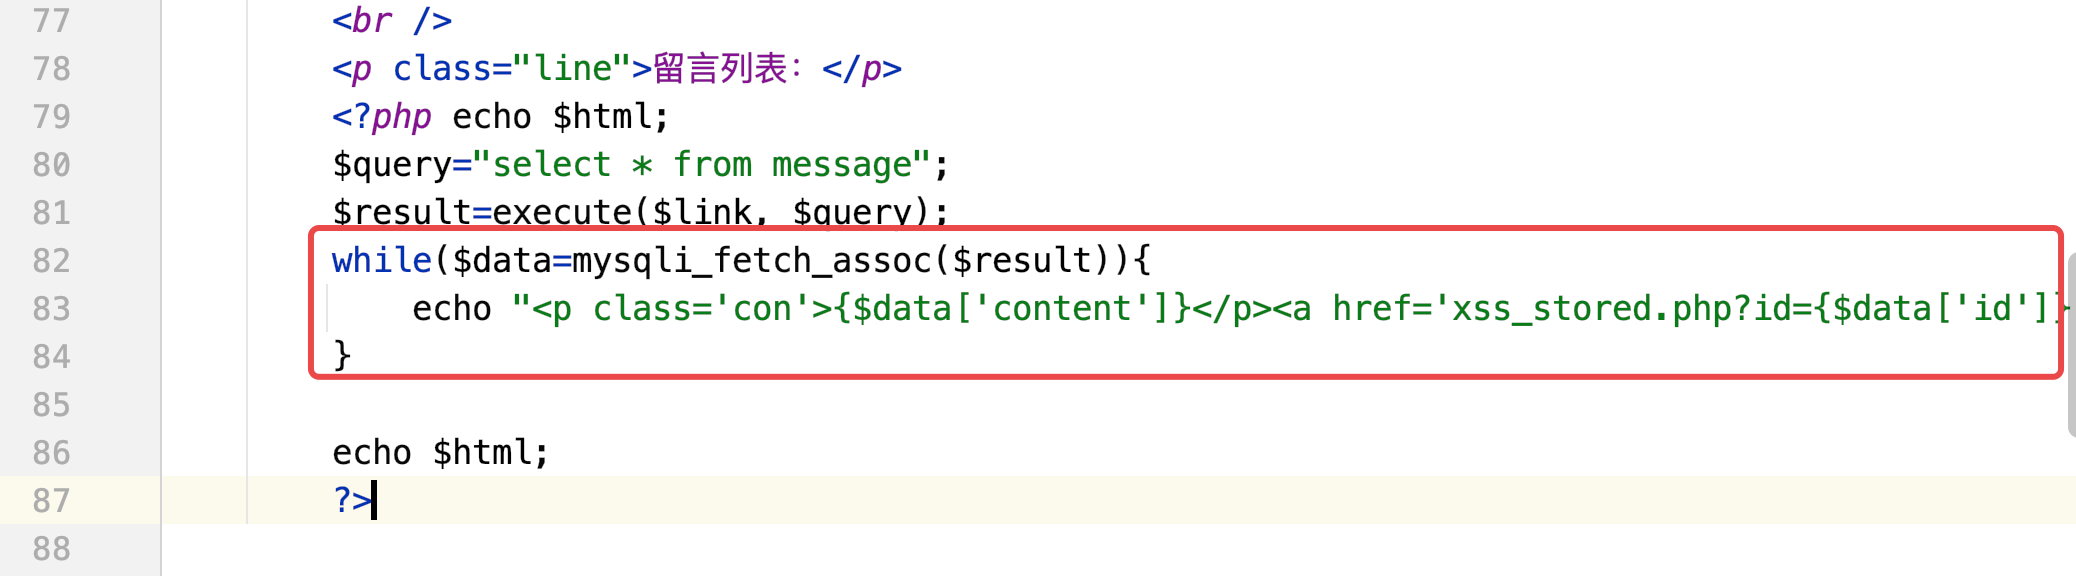 77 <br />
78 <p class="line">留言列表：</p>
79 <?php echo $html;
80 $query="select * from message";
81 $result=execute($link, $query);
82 while($data=mysqli_fetch_assoc($result)){
83 echo "<p class='con'>{$data['content']}</p><a href='xss_stored.php?id={$data['id']}
84 }
85
86 echo $html;
87 ?>
88